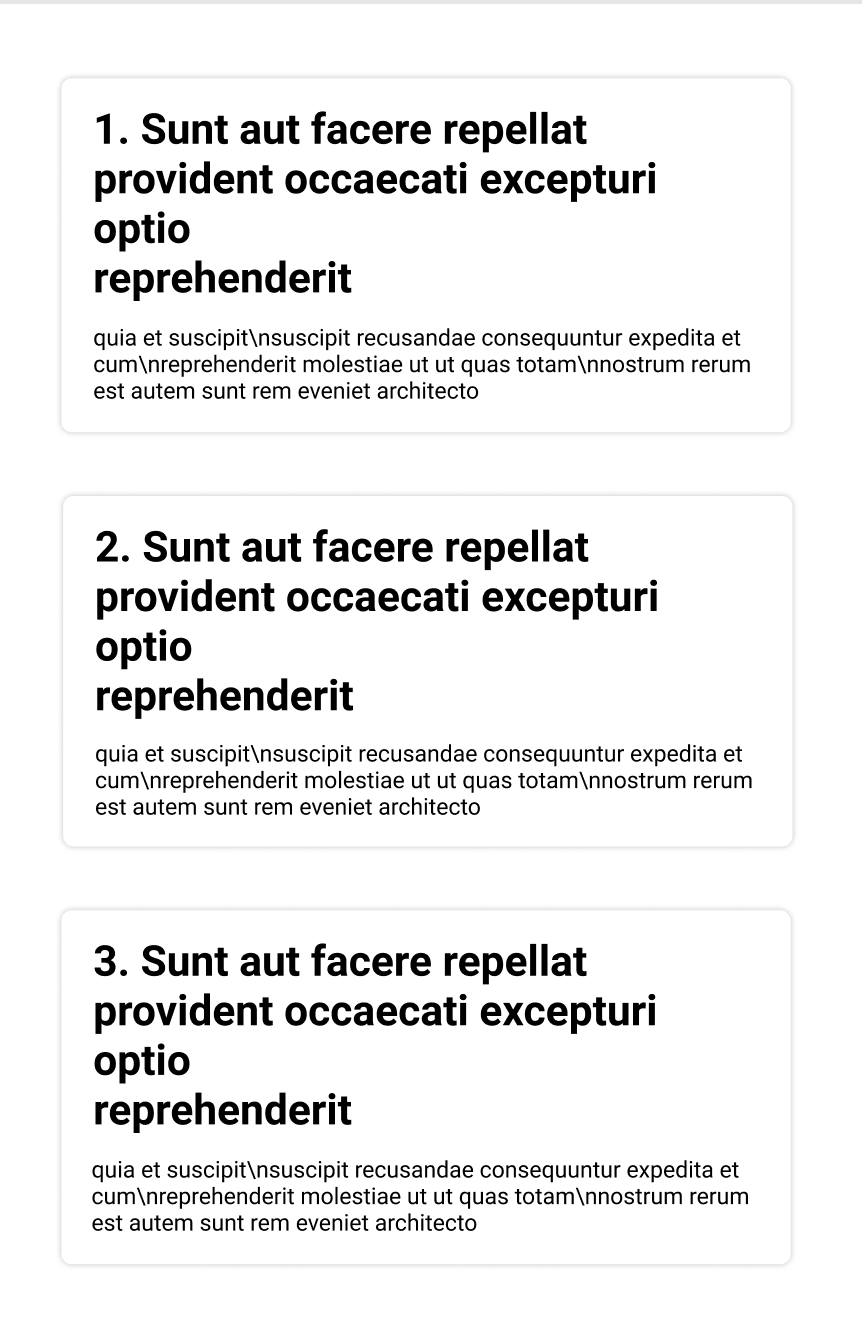 1. Sunt aut facere repellat
provident occaecati excepturi
optio
reprehenderit
quia et suscipit\nsuscipit recusandae consequuntur expedita et
cum\nreprehenderit molestiae ut ut quas totam\nnostrum rerum
est autem sunt rem eveniet architecto
2. Sunt aut facere repellat
provident occaecati excepturi
optio
reprehenderit
quia et suscipit\nsuscipit recusandae consequuntur expedita et
cum\nreprehenderit molestiae ut ut quas totam\nnostrum rerum
est autem sunt rem eveniet architecto
3. Sunt aut facere repellat
provident occaecati excepturi
optio
reprehenderit
quia et suscipit\nsuscipit recusandae consequuntur expedita et
cum\nreprehenderit molestiae ut ut quas totam\nnostrum rerum
est autem sunt rem eveniet architecto